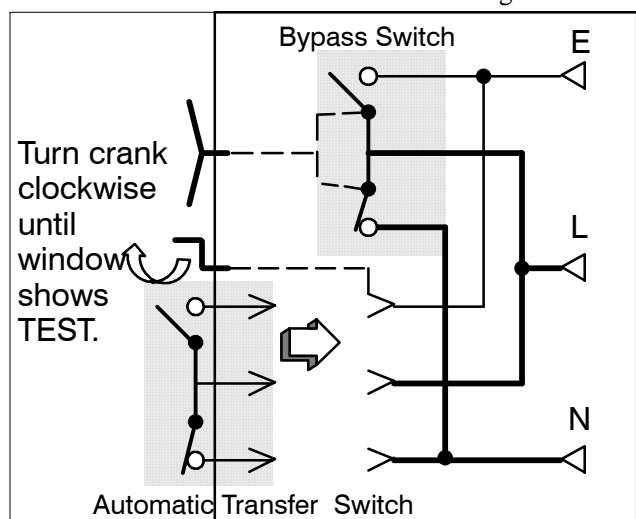 Bypass Switch
E
Turn crank
clockwise
until
window
shows
TEST.
L
N
Automatic Transfer Switch